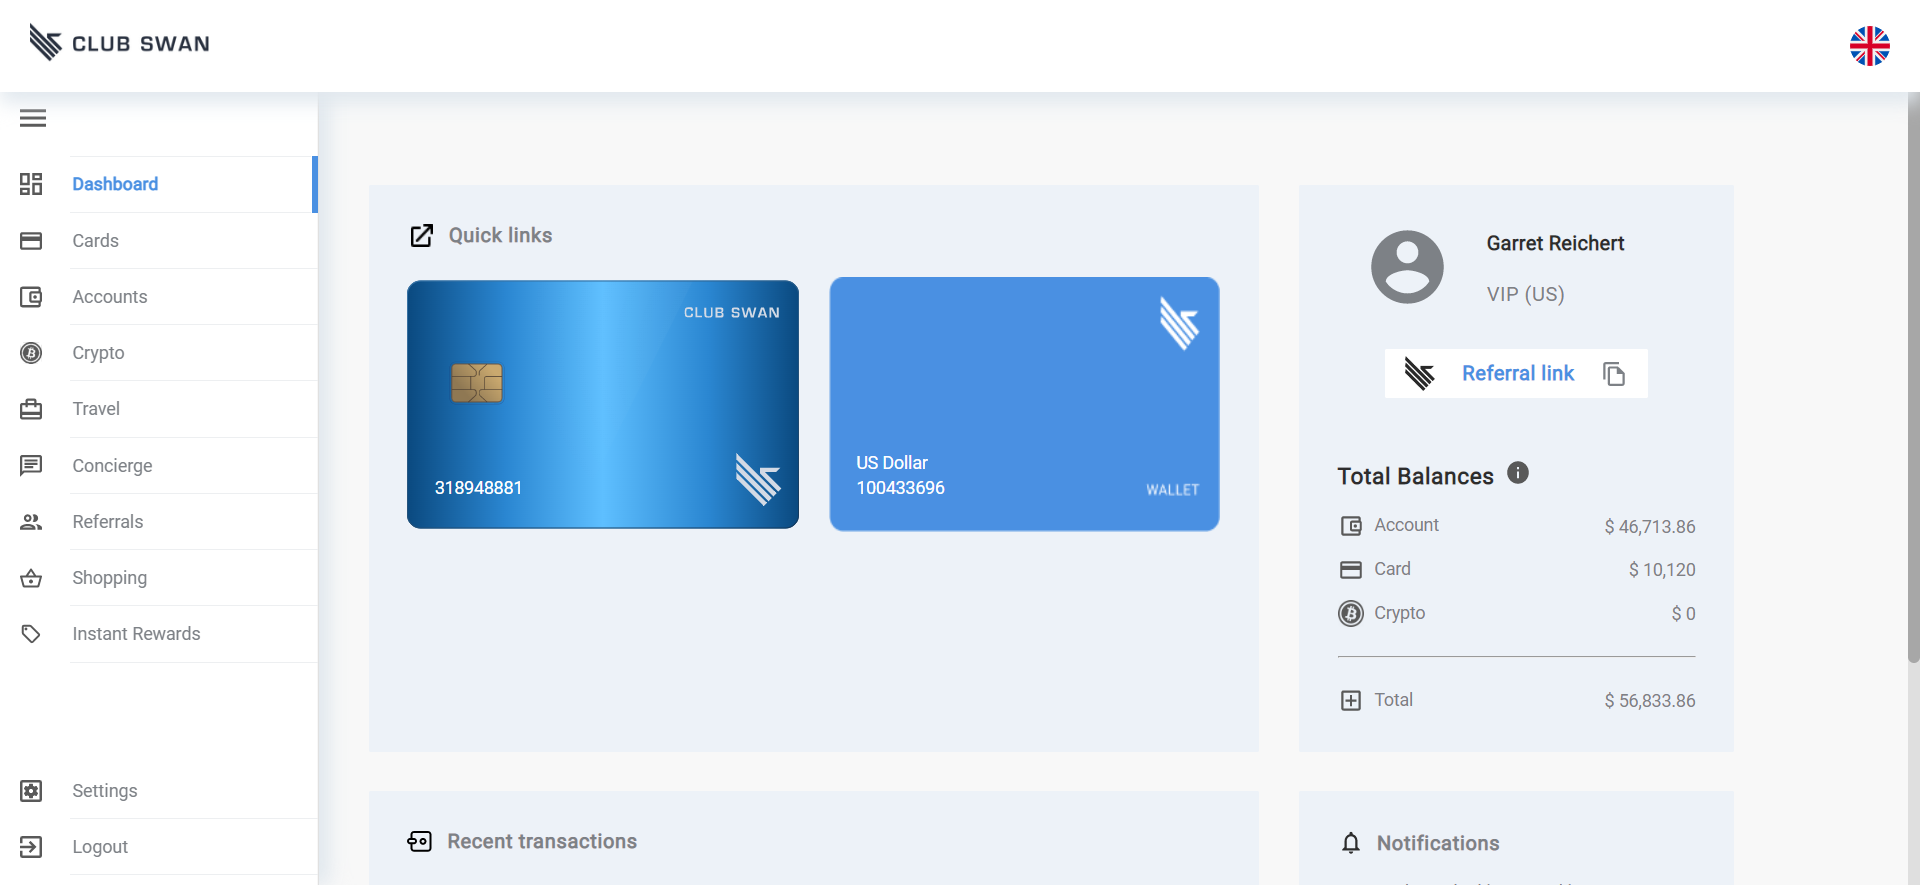 CLUB SWAN
Dashboard
Cards
Accounts
Crypto
Travel
Concierge
Referrals
Shopping
Instant Rewards
Settings
Logout
Quick links
CLUB SWAN
318948881
US Dollar
100433696
WALLET
Garret Reichert
VIP (US)
Referral link
Total Balances
Account $ 46,713.86
Card $ 10,120
Crypto $ 0
Total $ 56,833.86
Recent transactions
Notifications